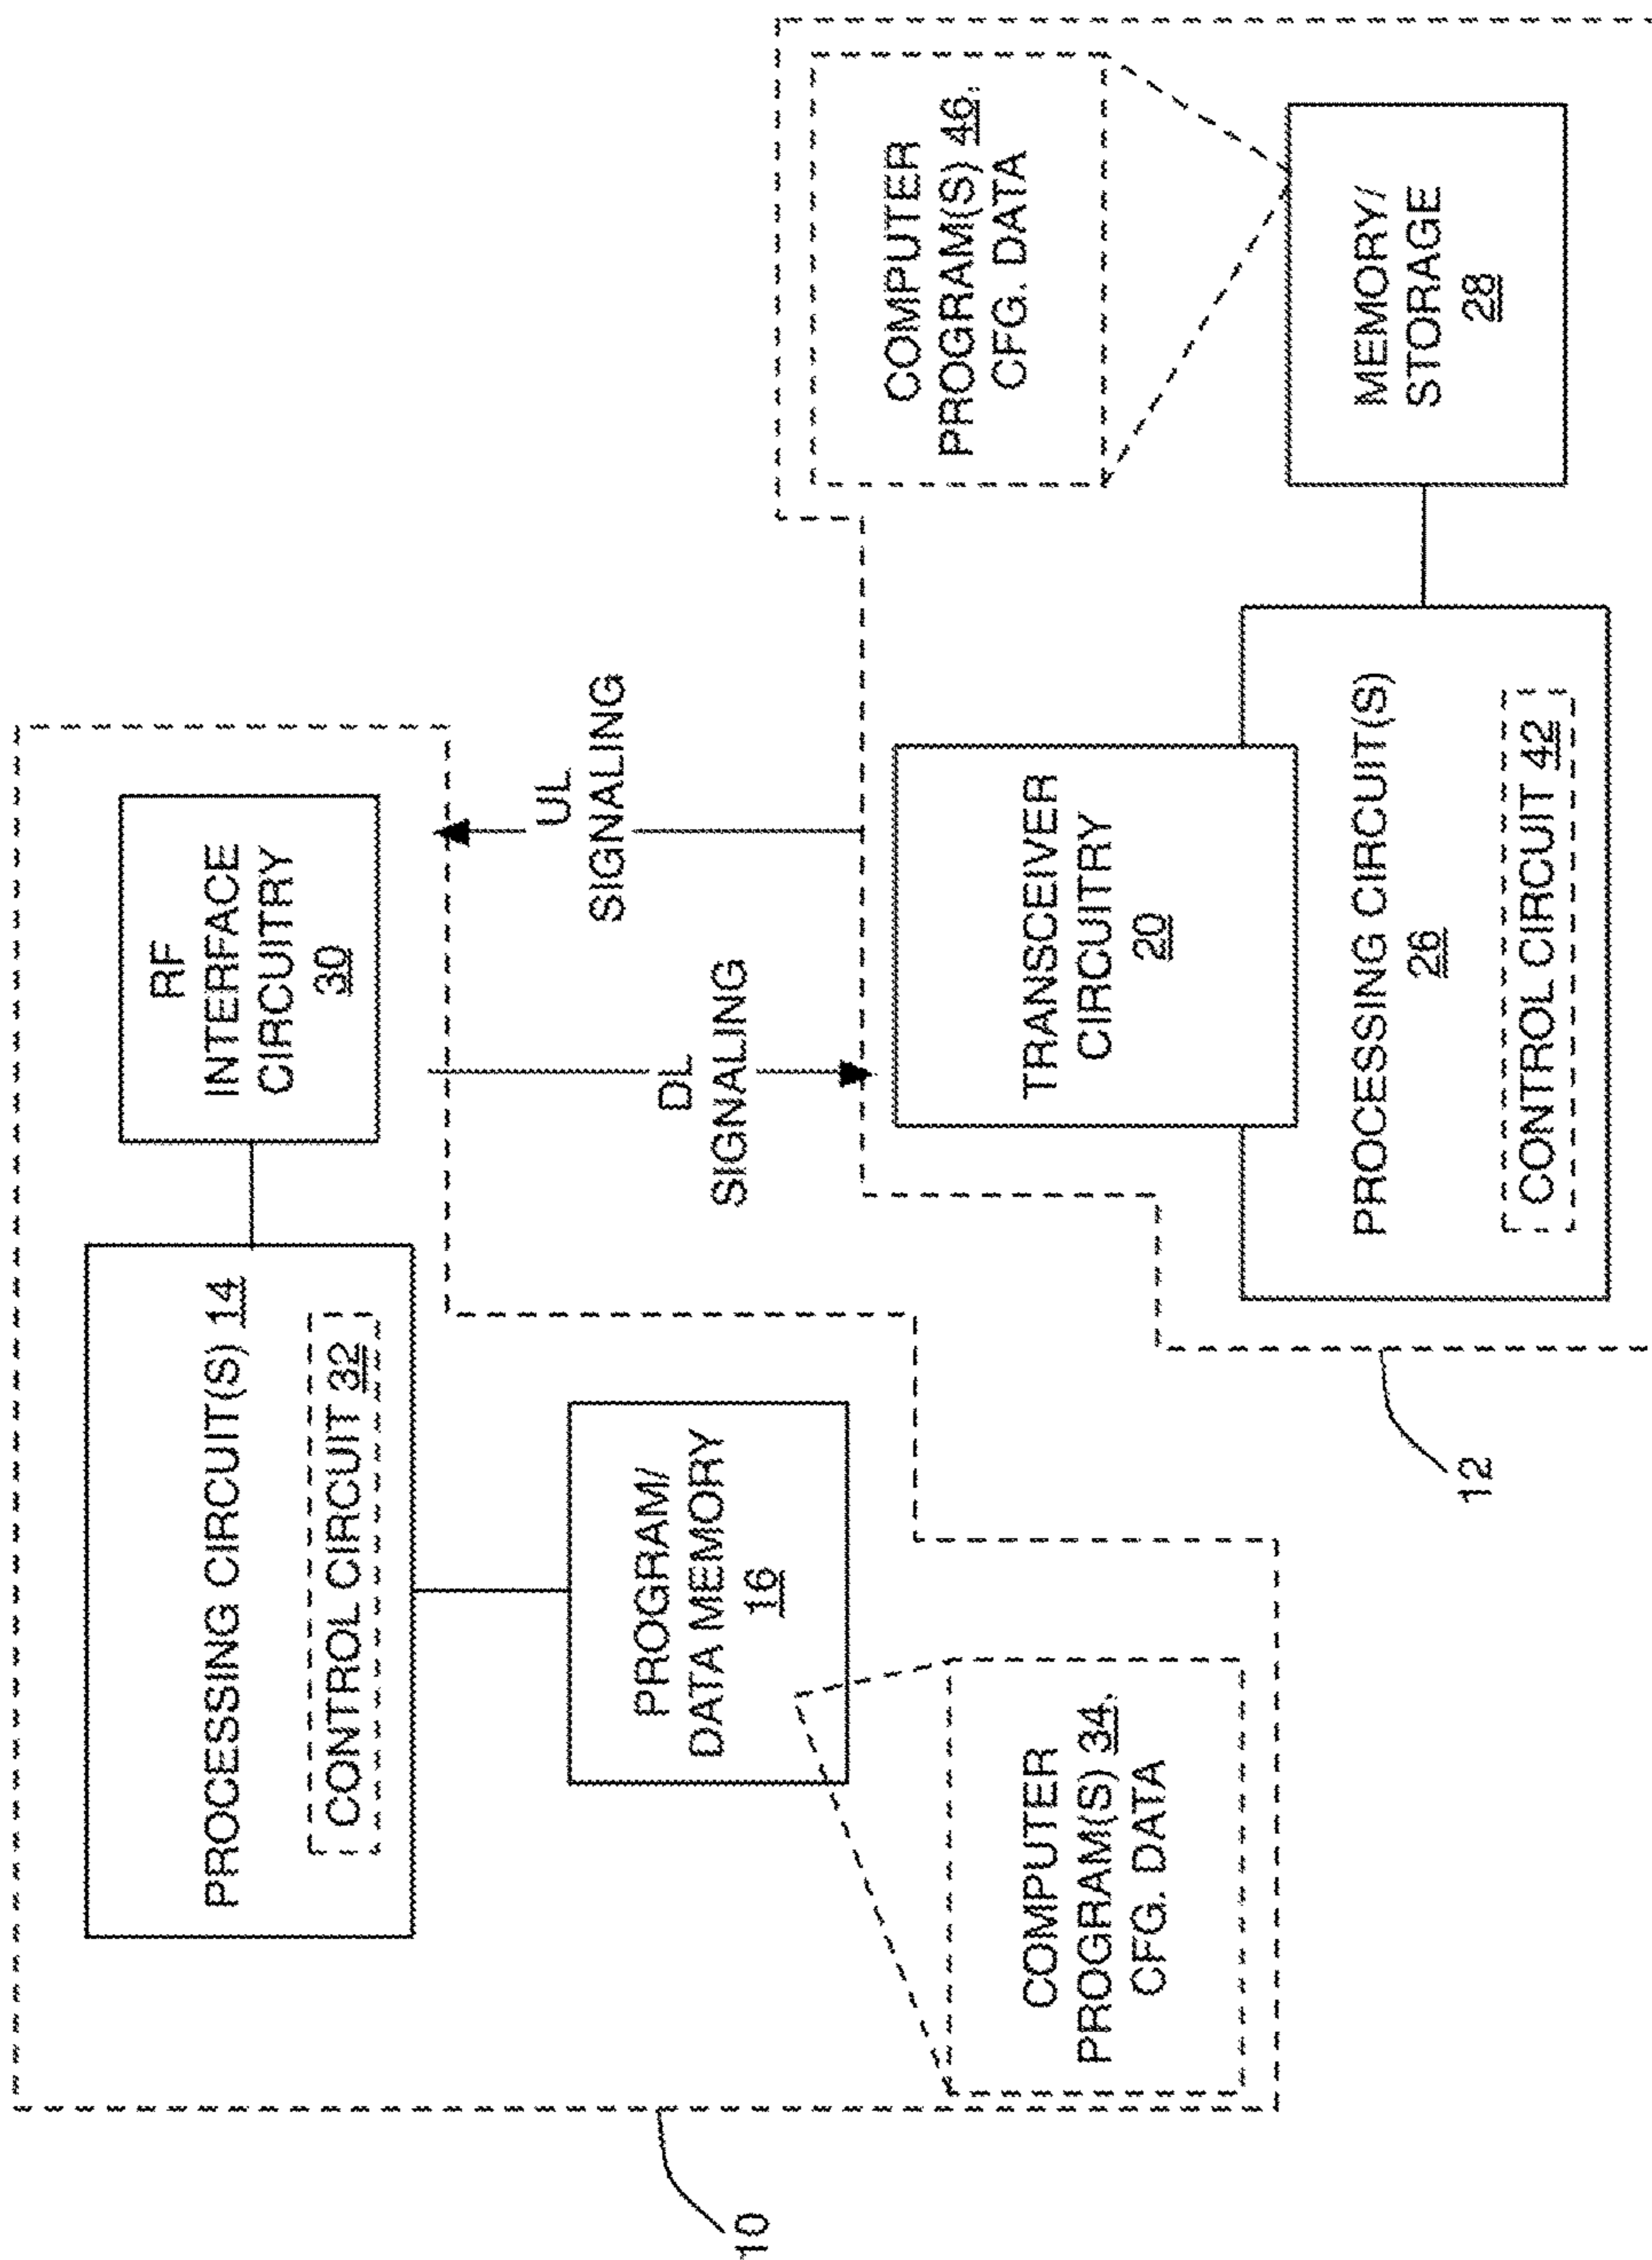 PROCESSING CIRCUIT(S) 14
CONTROL CIRCUIT 32
RF
INTERFACE
CIRCUITRY
30
PROGRAM/
DATA MEMORY
16
COMPUTER
PROGRAM(S) 34,
CFG. DATA
10
UL
SIGNALING
DL
SIGNALING
COMPUTER
PROGRAM(S) 46,
CFG. DATA
TRANSCEIVER
CIRCUITRY
20
PROCESSING CIRCUIT(S)
26
CONTROL CIRCUIT 42
MEMORY/
STORAGE
28
12